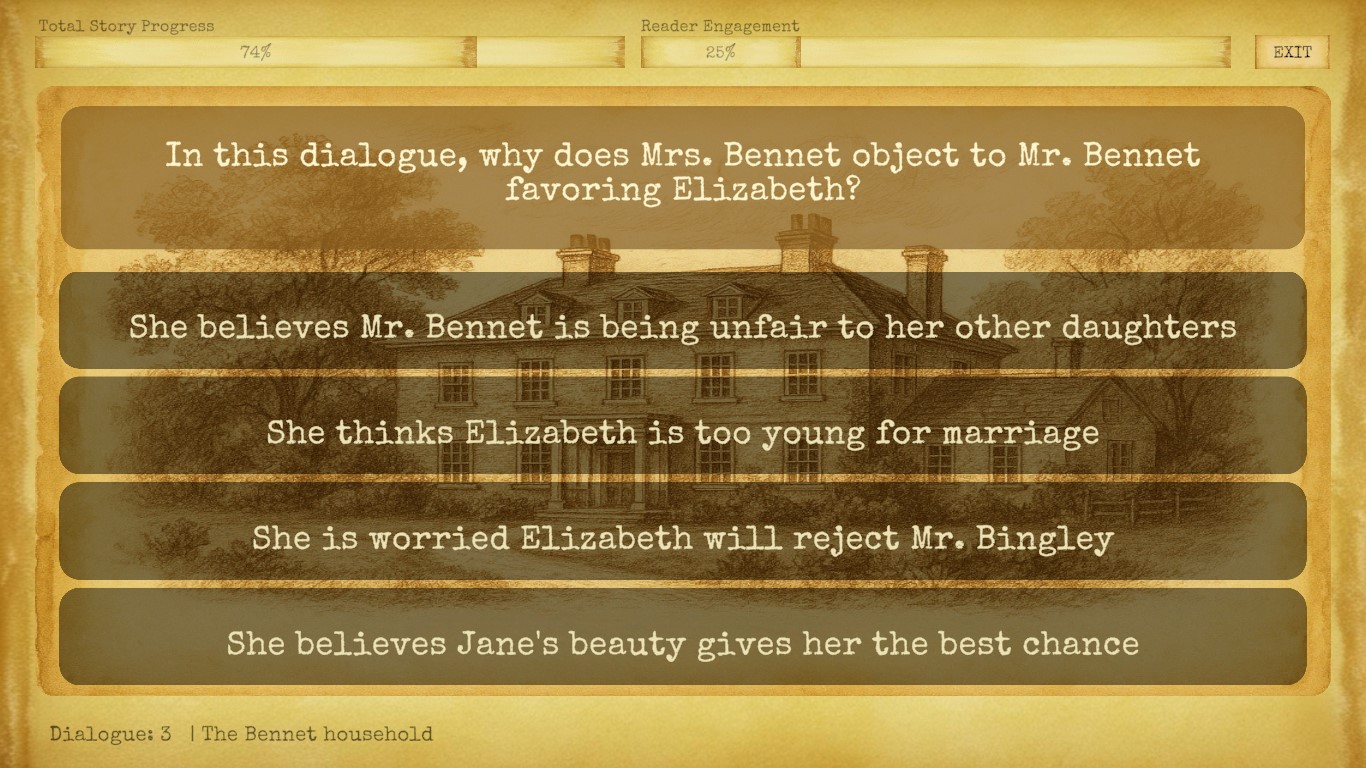 Total Story Progress
Reader Engagement
74%
25%
EXIT
In this dialogue, why does Mrs. Bennet object to Mr. Bennet
favoring Elizabeth?
She believes Mr. Bennet is being unfair to her other daughters
She thinks Elizabeth is too young for marriage
She is worried Elizabeth will reject Mr. Bingley
She believes Jane's beauty gives her the best chance
Dialogue: 3 | The Bennet household